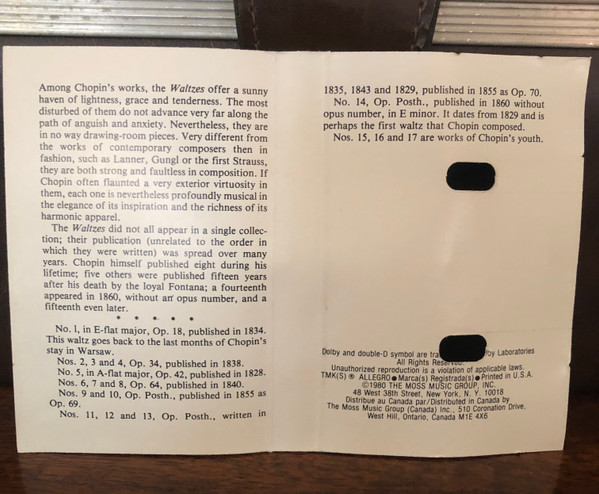 Among Chopin's works, the Waltzes offer a sunny
haven of lightness, grace and tenderness. The most
disturbed of them do not advance very far along the
path of anguish and anxiety. Nevertheless, they are
in no way drawing-room pieces. Very different from
the works of contemporary composers then in
fashion, such as Lanner, Gungl or the first Strauss,
they are both strong and faultless in composition. If
Chopin often flaunted a very exterior virtuosity in
them, each one is nevertheless profoundly musical in
the elegance of its inspiration and the richness of its
harmonic apparel.
The Waltzes did not all appear in a single collec-
tion; their publication (unrelated to the order in
which they were written) was spread over many
years. Chopin himself published eight during his
lifetime; five others were published fifteen years
after his death by the loyal Fontana; a fourteenth
appeared in 1860, without an opus number, and a
fifteenth even later.
* * * * *
No. 1, in E-flat major, Op. 18, published in 1834.
This waltz goes back to the last months of Chopin's
stay in Warsaw.
Nos. 2, 3 and 4, Op. 34, published in 1838.
No. 5, in A-flat major, Op. 42, published in 1828.
Nos. 6, 7 and 8, Op. 64, published in 1840.
Nos. 9 and 10, Op. Posth., published in 1855 as
Op. 69.
Nos. 11, 12 and 13, Op. Posth., written in
1835, 1843 and 1829, published in 1855 as Op. 70.
No. 14, Op. Posth., published in 1860 without
opus number, in E minor. It dates from 1829 and is
perhaps the first waltz that Chopin composed.
Nos. 15, 16 and 17 are works of Chopin's youth.
Dolby and double-D symbol are by Laboratories
All Rights
Unauthorized reproduction is a violation of applicable laws.
TMK(S) ® ALLEGRO ● Marca(s) Registrada(s) ● Printed in U.S.A.
©1980 THE MOSS MUSIC GROUP, INC.
48 West 38th Street, New York, N. Y. 10018
Distribue au Canada par/Distributed in Canada by
The Moss Music Group (Canada) Inc., 510 Coronation Drive,
West Hill, Ontario, Canada M1E 4X6